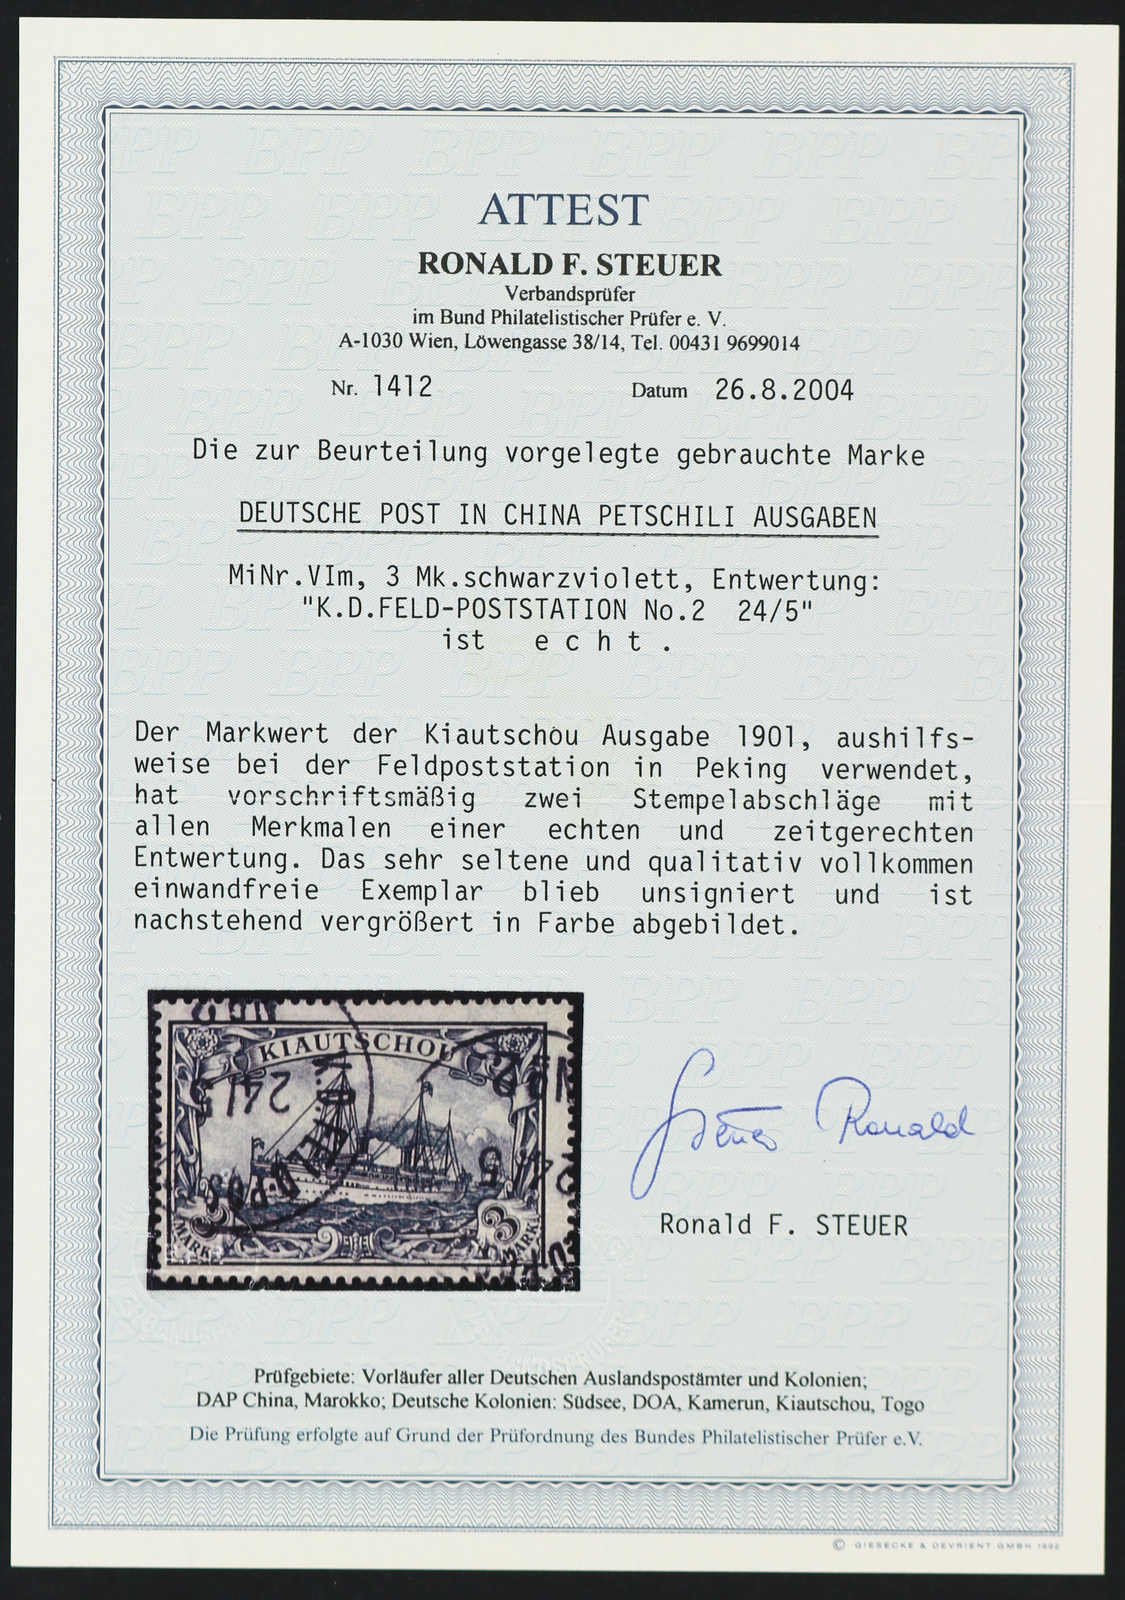 ATTEST
RONALD F. STEUER
Verbandsprüfer
im Bund Philatelistischer Prüfer e. V.
A-1030 Wien, Löwengasse 38/14, Tel. 00431 9699014
Nr. 1412 Datum 26.8.2004
Die zur Beurteilung vorgelegte gebrauchte Marke
DEUTSCHE POST IN CHINA PETSCHILI AUSGABEN
MiNr.VIm, 3 Mk.schwarzviolett, Entwertung:
"K.D.FELD-POSTSTATION No.2 24/5"
ist e c h t .
Der Markwert der Kiautschou Ausgabe 1901, aushilfs-
weise bei der Feldpoststation in Peking verwendet,
hat vorschriftsmäßig zwei Stempelabschläge mit
allen Merkmalen einer echten und zeitgerechten
Entwertung. Das sehr seltene und qualitativ vollkommen
einwandfreie Exemplar blieb unsigniert und ist
nachstehend vergrößert in Farbe abgebildet.
KIAUTSCHOU
24/5
3 3
MARK MARK
Steuer Ronald
Ronald F. STEUER
Prüfgebiete: Vorläufer aller Deutschen Auslandspostämter und Kolonien;
DAP China, Marokko; Deutsche Kolonien: Südsee, DOA, Kamerun, Kiautschou, Togo
Die Prüfung erfolgte auf Grund der Prüfordnung des Bundes Philatelistischer Prüfer e.V.
© GIESECKE & DEVRIENT GMBH 1992